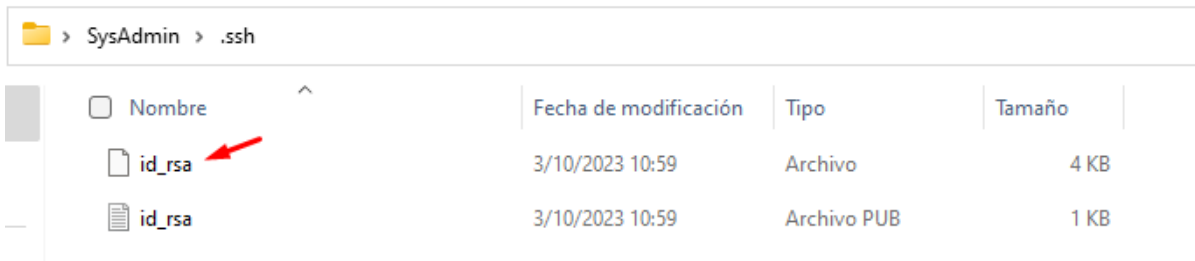 SysAdmin > .ssh
Nombre Fecha de modificación Tipo Tamaño
id_rsa 3/10/2023 10:59 Archivo 4 KB
id_rsa 3/10/2023 10:59 Archivo PUB 1 KB